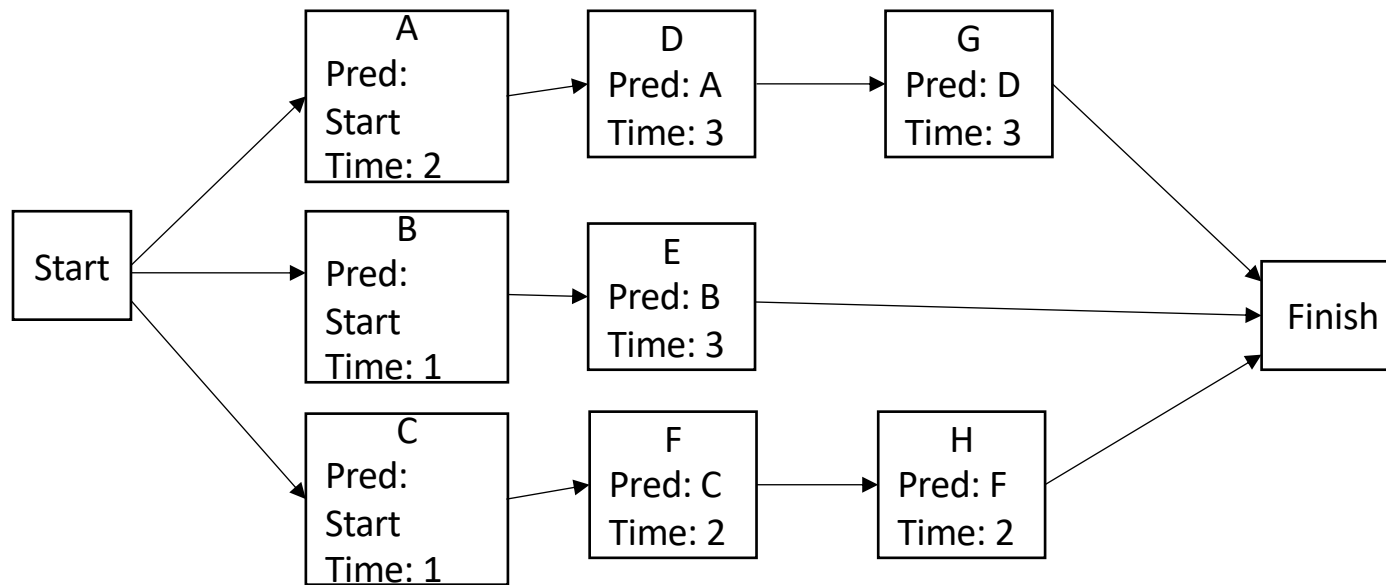 A
Pred:
Start
Time: 2
D
Pred: A
Time: 3
G
Pred: D
Time: 3
Start
B
Pred:
Start
Time: 1
E
Pred: B
Time: 3
Finish
C
Pred:
Start
Time: 1
F
Pred: C
Time: 2
H
Pred: F
Time: 2